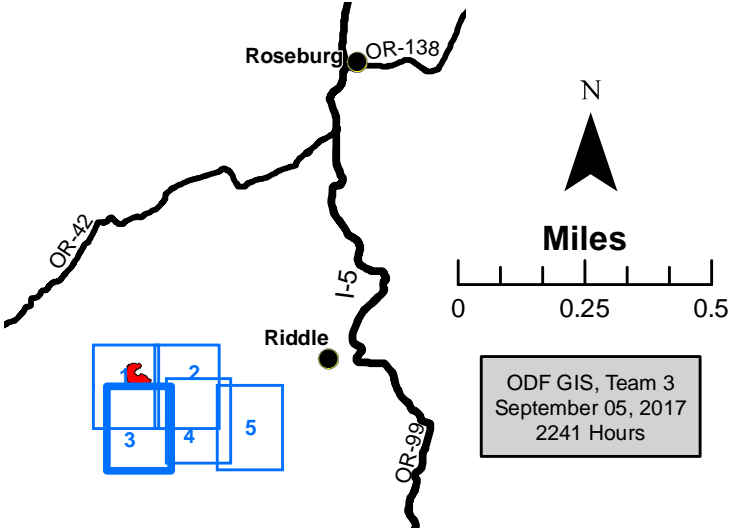 Roseburg
OR-138
N
OR-42
Miles
0 0.25 0.5
I-5
Riddle
1 2
3 4 5
OR-99
ODF GIS, Team 3
September 05, 2017
2241 Hours